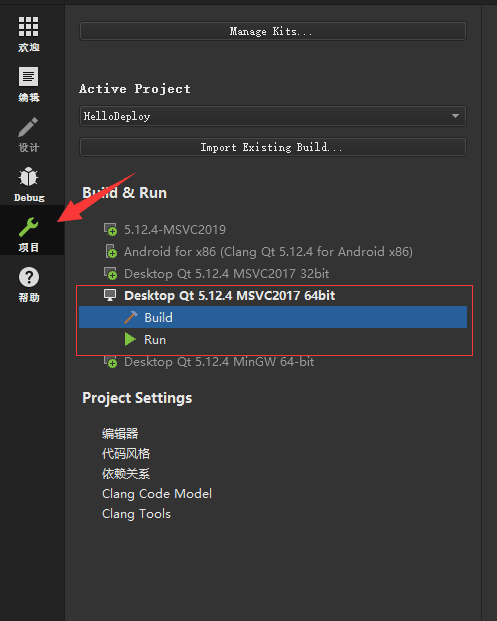 欢迎
编辑
设计
Debug
项目
帮助
Manage Kits...
Active Project
HelloDeploy
Import Existing Build...
Build & Run
5.12.4-MSVC2019
Android for x86 (Clang Qt 5.12.4 for Android x86)
Desktop Qt 5.12.4 MSVC2017 32bit
Desktop Qt 5.12.4 MSVC2017 64bit
Build
Run
Desktop Qt 5.12.4 MinGW 64-bit
Project Settings
编辑器
代码风格
依赖关系
Clang Code Model
Clang Tools